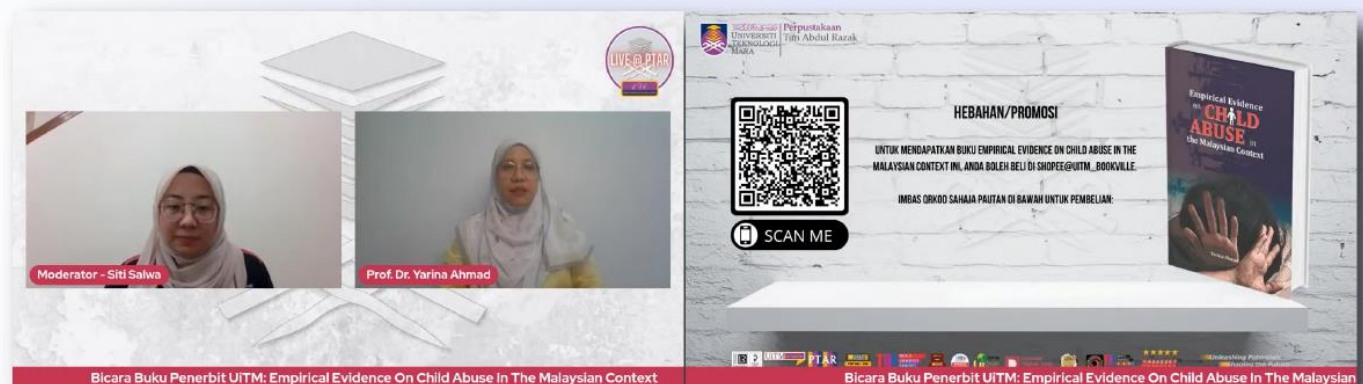 LIVE@PTAR
Moderator - Siti Salwa
Prof. Dr. Yarina Ahmad
Bicara Buku Penerbit UiTM: Empirical Evidence On Child Abuse In The Malaysian Context
UNIVERSITI
TEKNOLOGI
MARA
Perpustakaan
Tun Abdul Razak
HEBAHAN/PROMOSI
UNTUK MENDAPATKAN BUKU EMPIRICAL EVIDENCE ON CHILD ABUSE IN THE
MALAYSIAN CONTEXT INI, ANDA BOLEH BELI DI SHOPEE@UITM_BOOKVILLE.
IMBAS QRKOD SAHAJA PAUTAN DI BAWAH UNTUK PEMBELIAN:
SCAN ME
Empirical Evidence
on CHILD
ABUSE in
the Malaysian Context
UiTM
PTAR
Unleashing Potentials
Bicara Buku Penerbit UiTM: Empirical Evidence On Child Abuse In The Malaysian